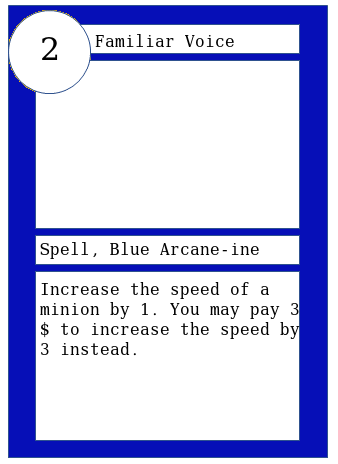 2
Familiar Voice
Spell, Blue Arcane-ine
Increase the speed of a
minion by 1. You may pay 3
$ to increase the speed by
3 instead.